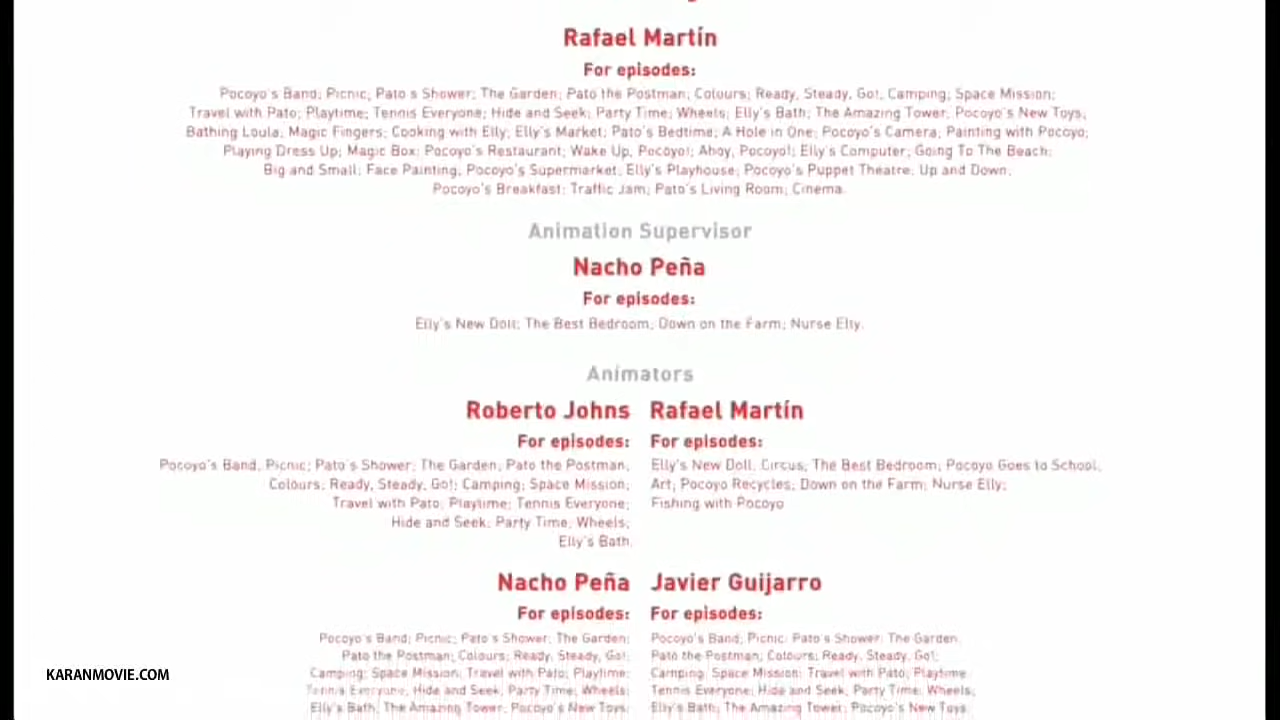 Rafael Martín
For episodes:
Pocoyo's Band; Picnic; Pato's Shower; The Garden; Pato the Postman; Colours; Ready, Steady, Go!; Camping; Space Mission;
Travel with Pato; Playtime; Tennis Everyone; Hide and Seek; Party Time; Wheels; Elly's Bath; The Amazing Tower; Pocoyo's New Toys;
Bathing Loula; Magic Fingers; Cooking with Elly; Elly's Market; Pato's Bedtime; A Hole in One; Pocoyo's Camera; Painting with Pocoyo;
Playing Dress Up; Magic Box; Pocoyo's Restaurant; Wake Up, Pocoyo!; Ahoy, Pocoyo!; Elly's Computer; Going To The Beach;
Big and Small; Face Painting; Pocoyo's Supermarket; Elly's Playhouse; Pocoyo's Puppet Theatre; Up and Down;
Pocoyo's Breakfast; Traffic Jam; Pato's Living Room; Cinema.
Animation Supervisor
Nacho Peña
For episodes:
Elly's New Doll; The Best Bedroom; Down on the Farm; Nurse Elly.
Animators
Roberto Johns
For episodes:
Pocoyo's Band; Picnic; Pato's Shower; The Garden; Pato the Postman;
Colours; Ready, Steady, Go!; Camping; Space Mission;
Travel with Pato; Playtime; Tennis Everyone;
Hide and Seek; Party Time; Wheels;
Elly's Bath.
Rafael Martín
For episodes:
Elly's New Doll; Circus; The Best Bedroom; Pocoyo Goes to School;
Art; Pocoyo Recycles; Down on the Farm; Nurse Elly;
Fishing with Pocoyo
Nacho Peña
For episodes:
Pocoyo's Band; Picnic; Pato's Shower; The Garden;
Pato the Postman; Colours; Ready, Steady, Go!;
Camping; Space Mission; Travel with Pato; Playtime;
Tennis Everyone; Hide and Seek; Party Time; Wheels;
Elly's Bath; The Amazing Tower; Pocoyo's New Toys;
Javier Guijarro
For episodes:
Pocoyo's Band; Picnic; Pato's Shower; The Garden;
Pato the Postman; Colours; Ready, Steady, Go!;
Camping; Space Mission; Travel with Pato; Playtime;
Tennis Everyone; Hide and Seek; Party Time; Wheels;
Elly's Bath; The Amazing Tower; Pocoyo's New Toys;
KARANMOVIE.COM